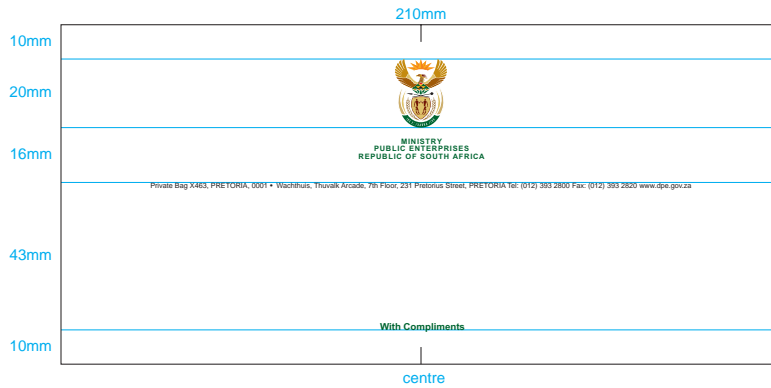 210mm
10mm
20mm
MINISTRY
PUBLIC ENTERPRISES
REPUBLIC OF SOUTH AFRICA
16mm
Private Bag X463, PRETORIA, 0001 • Wachthuis, Thuvalk Arcade, 7th Floor, 231 Pretorius Street, PRETORIA Tel: (012) 393 2800 Fax: (012) 393 2820 www.dpe.gov.za
43mm
With Compliments
10mm
centre